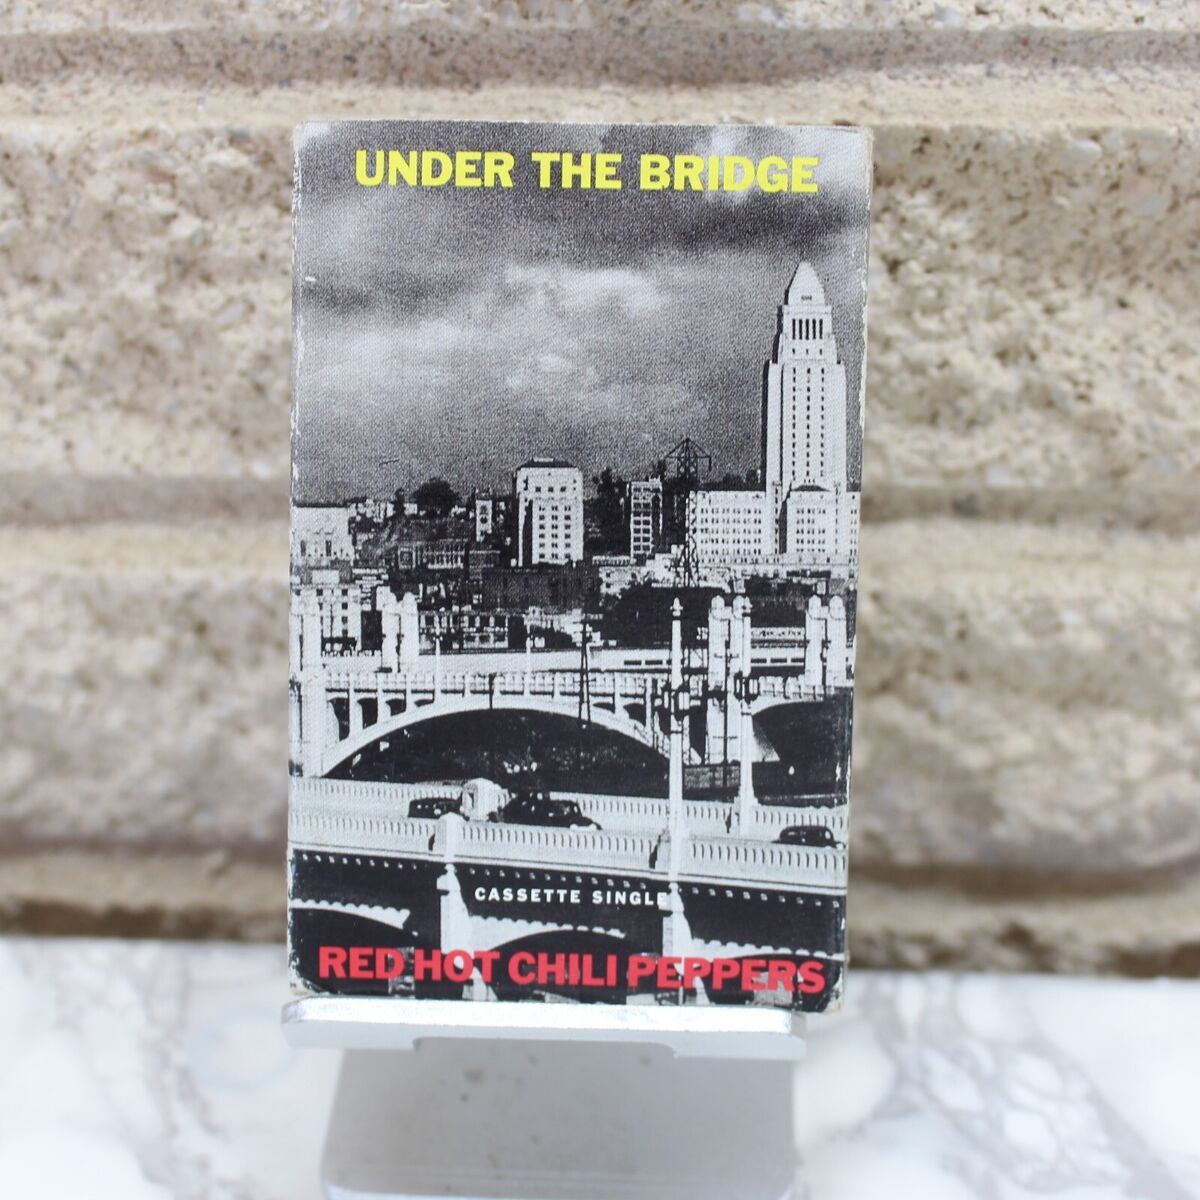 UNDER THE BRIDGE
CASSETTE SINGLE
RED HOT CHILI PEPPERS